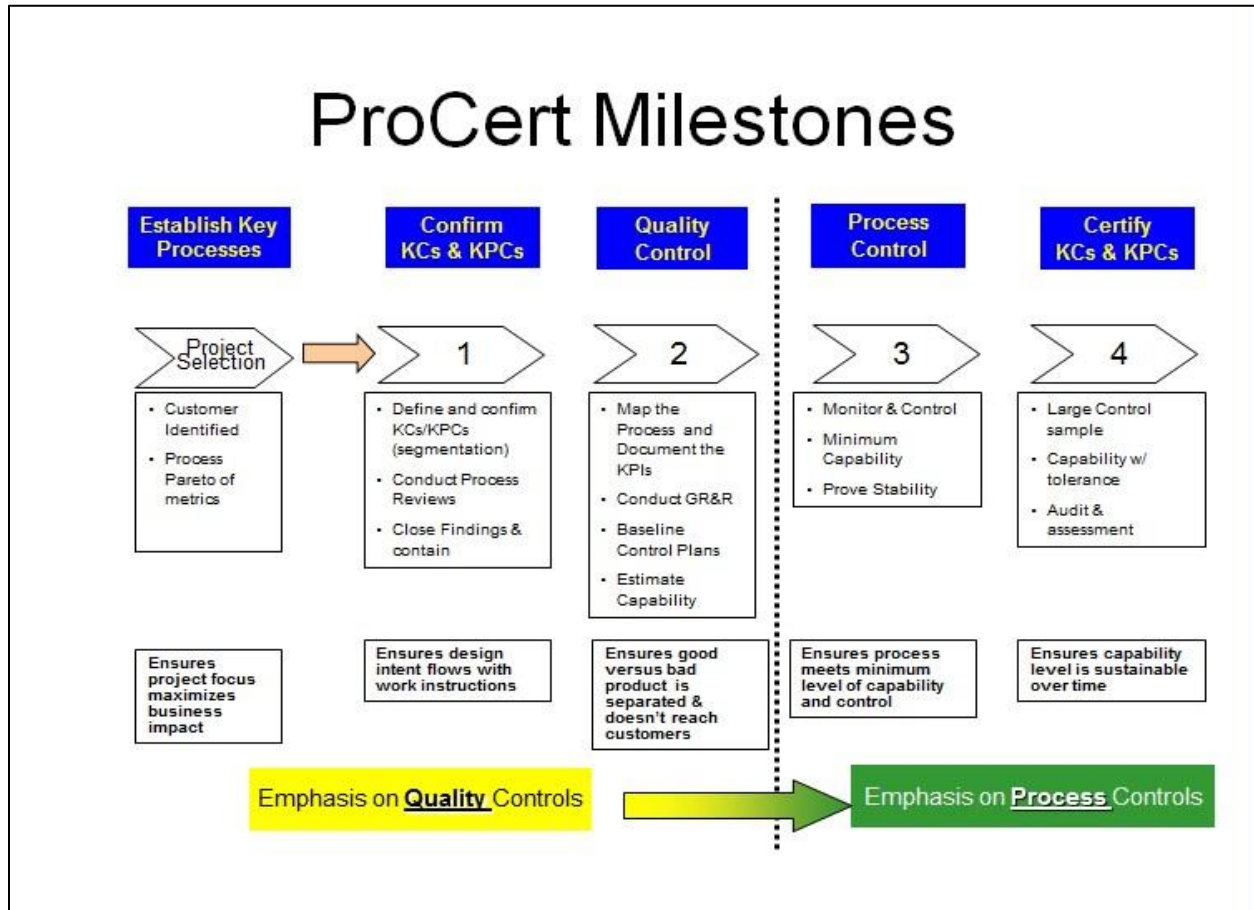 ProCert Milestones
Establish Key
Processes
Confirm
KCs & KPCs
Quality
Control
Process
Control
Certify
KCs & KPCs
Project
Selection
1
2
3
4
• Customer
Identified
• Process
Pareto of
metrics
• Define and confirm
KCs/KPCs
(segmentation)
• Conduct Process
Reviews
• Close Findings &
contain
• Map the
Process and
Document the
KPIs
• Conduct GR&R
• Baseline
Control Plans
• Estimate
Capability
• Monitor & Control
• Minimum
Capability
• Prove Stability
• Large Control
sample
• Capability w/
tolerance
• Audit &
assessment
Ensures
project focus
maximizes
business
impact
Ensures design
intent flows with
work instructions
Ensures good
versus bad
product is
separated &
doesn't reach
customers
Ensures process
meets minimum
level of capability
and control
Ensures capability
level is sustainable
over time
Emphasis on Quality Controls
Emphasis on Process Controls